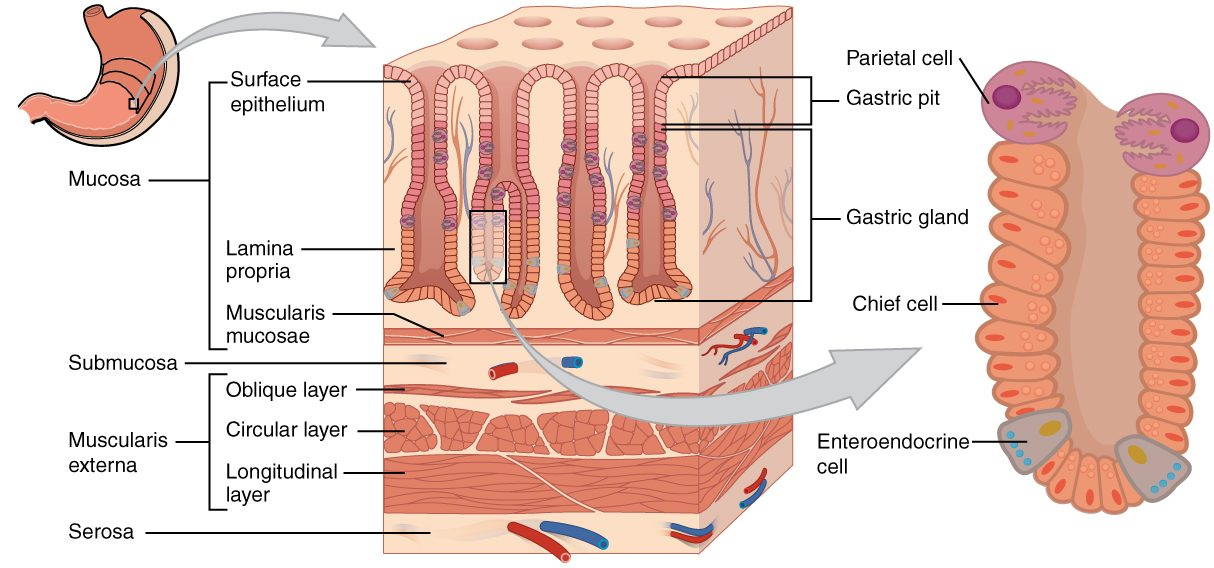 Surface
epithelium
Mucosa
Lamina
propria
Muscularis
mucosae
Submucosa
Oblique layer
Muscularis
externa
Circular layer
Longitudinal
layer
Serosa
Parietal cell
Gastric pit
Gastric gland
Chief cell
Enteroendocrine
cell